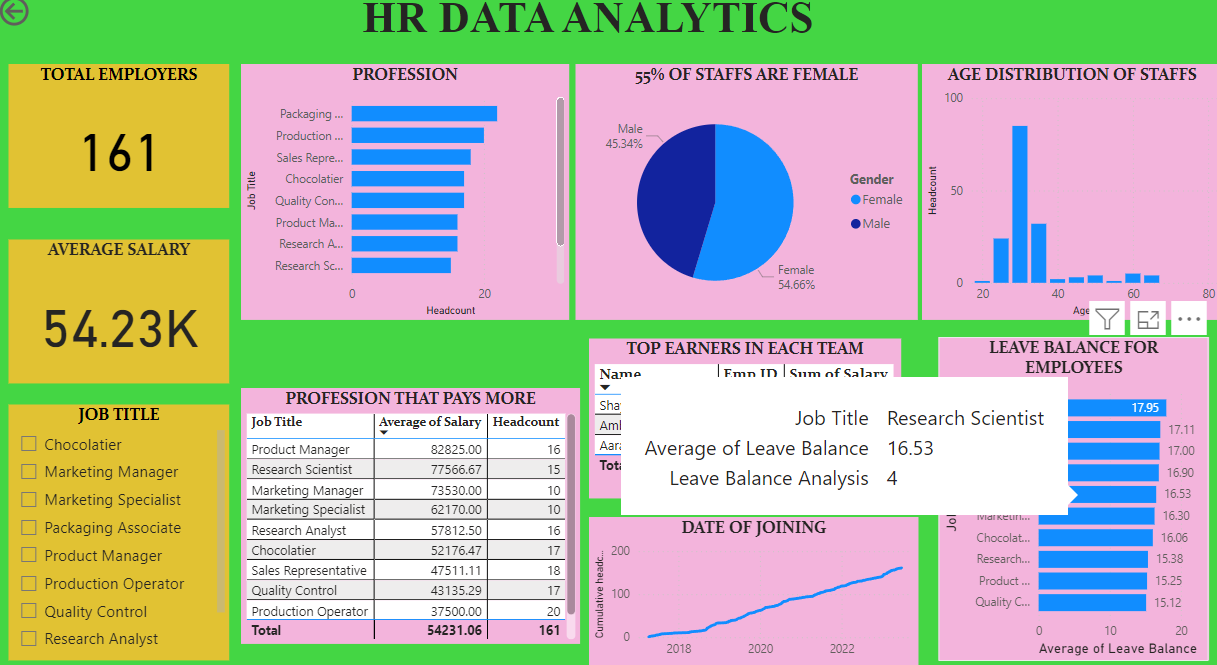 HR DATA ANALYTICS
TOTAL EMPLOYERS
161
AVERAGE SALARY
54.23K
JOB TITLE
Chocolatier
Marketing Manager
Marketing Specialist
Packaging Associate
Product Manager
Production Operator
Quality Control
Research Analyst
PROFESSION
Job Title
Packaging ...
Production ...
Sales Repre...
Chocolatier
Quality Con...
Product Ma...
Research A...
Research Sc...
0 20
Headcount
55% OF STAFFS ARE FEMALE
Male
45.34%
Female
54.66%
Gender
Female
Male
AGE DISTRIBUTION OF STAFFS
Headcount
100
50
0
20 40 60 80
Age
PROFESSION THAT PAYS MORE
Job Title Average of Salary Headcount
Product Manager 82825.00 16
Research Scientist 77566.67 15
Marketing Manager 73530.00 10
Marketing Specialist 62170.00 10
Research Analyst 57812.50 16
Chocolatier 52176.47 17
Sales Representative 47511.11 18
Quality Control 43135.29 17
Production Operator 37500.00 20
Total 54231.06 161
TOP EARNERS IN EACH TEAM
Name Emp ID Sum of Salary
Job Title Research Scientist
Average of Leave Balance 16.53
Leave Balance Analysis 4
DATE OF JOINING
Cumulative headc...
200
100
0
2018 2020 2022
LEAVE BALANCE FOR
EMPLOYEES
17.95
17.11
17.00
16.90
16.53
Marketin... 16.30
Chocolat... 16.06
Research... 15.38
Product ... 15.25
Quality C... 15.12
0 10 20
Average of Leave Balance